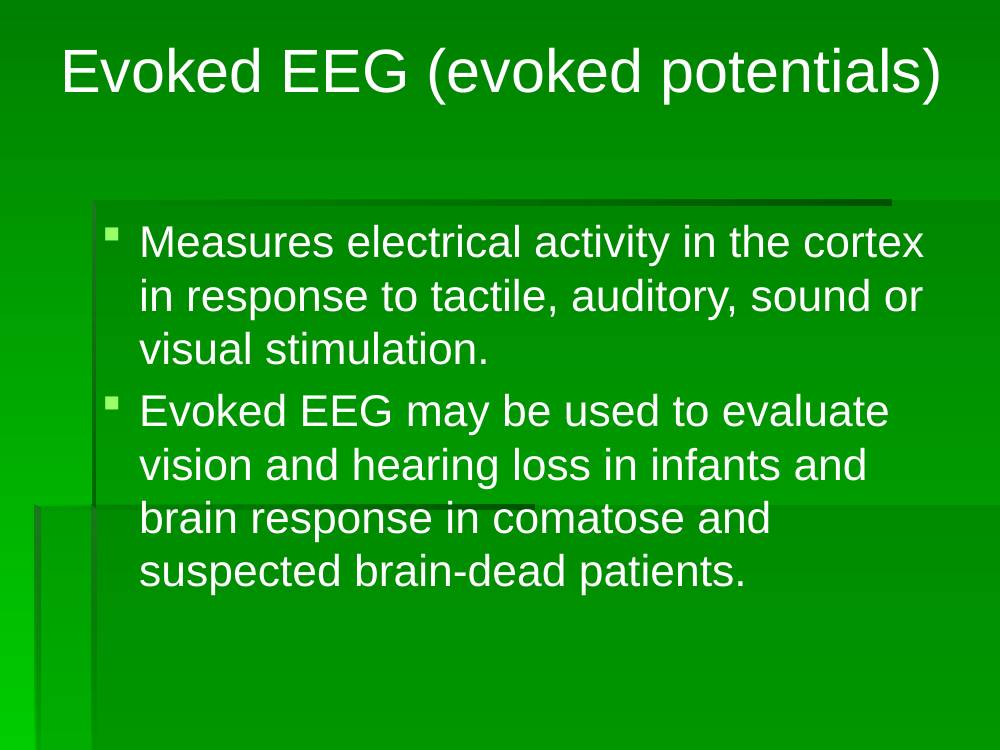 Evoked EEG (evoked potentials)
▪ Measures electrical activity in the cortex
in response to tactile, auditory, sound or
visual stimulation.
▪ Evoked EEG may be used to evaluate
vision and hearing loss in infants and
brain response in comatose and
suspected brain-dead patients.